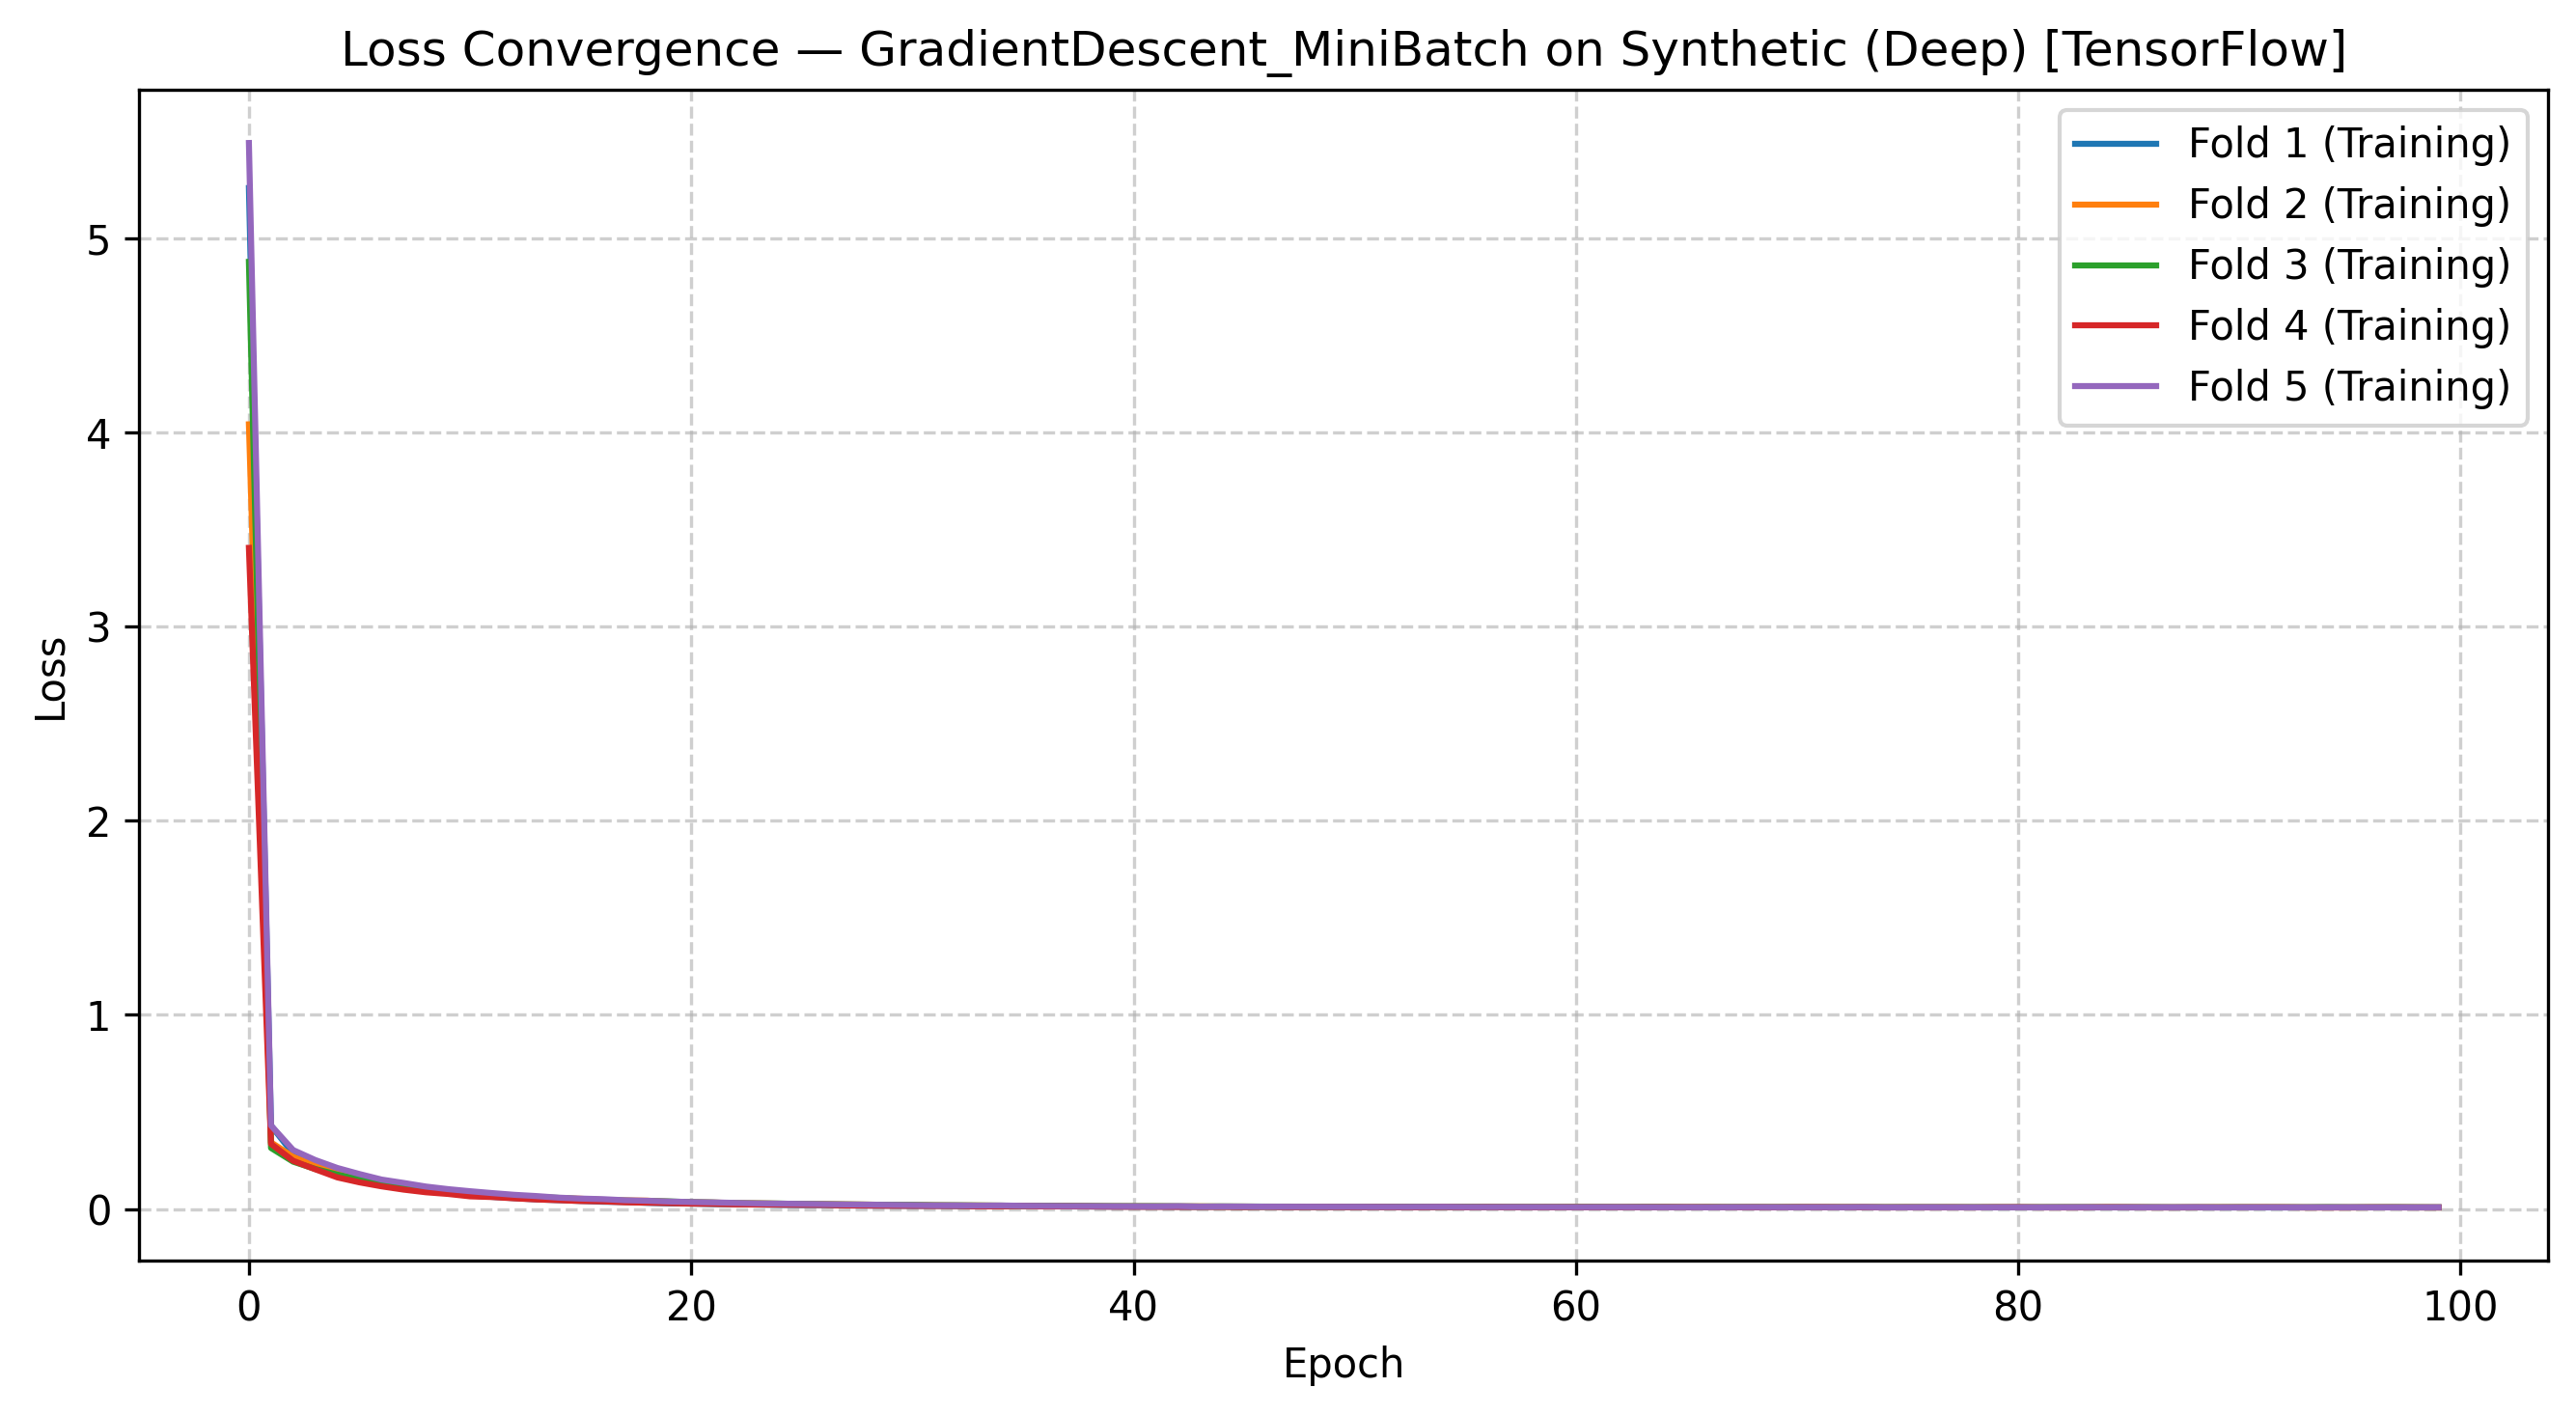 Loss Convergence — GradientDescent_MiniBatch on Synthetic (Deep) [TensorFlow]
Fold 1 (Training)
Fold 2 (Training)
Fold 3 (Training)
Fold 4 (Training)
Fold 5 (Training)
Loss
5
4
3
2
1
0
0 20 40 60 80 100
Epoch